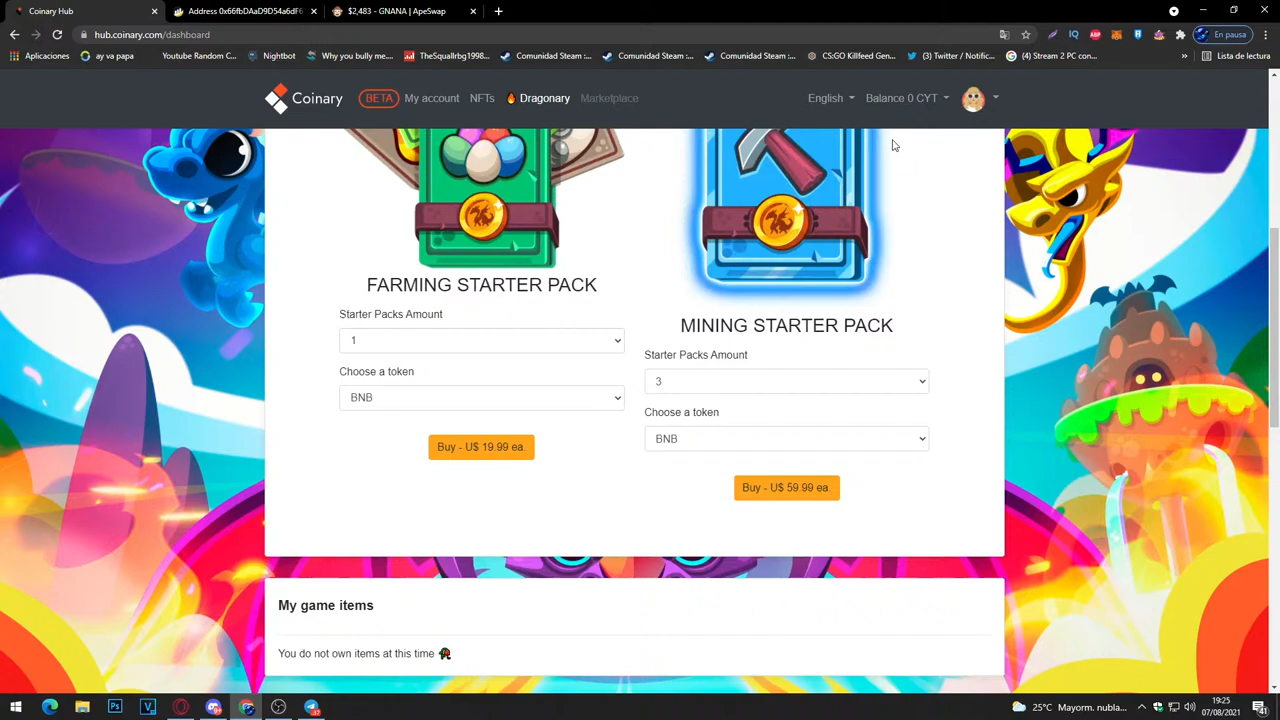 Coinary Hub
Address 0x66fbDAaD9D54a6dF6
$2,483 - GNANA | ApeSwap
hub.coinary.com/dashboard
En pausa
Aplicaciones
ay va papa
Youtube Random C...
Nightbot
Why you bully me...
TheSquirrel1998...
Comunidad Steam :...
Comunidad Steam :...
Comunidad Steam :...
CS:GO Killfeed Gen...
(3) Twitter / Notific...
(4) Stream 2 PC con...
»
Lista de lectura
Coinary
BETA
My account
NFTs
Dragonary
Marketplace
English
Balance 0 CYT
FARMING STARTER PACK
Starter Packs Amount
1
Choose a token
BNB
Buy - U$ 19.99 ea.
MINING STARTER PACK
Starter Packs Amount
3
Choose a token
BNB
Buy - U$ 59.99 ea.
My game items
You do not own items at this time
25°C Mayorm. nubla...
19:25
07/08/2021